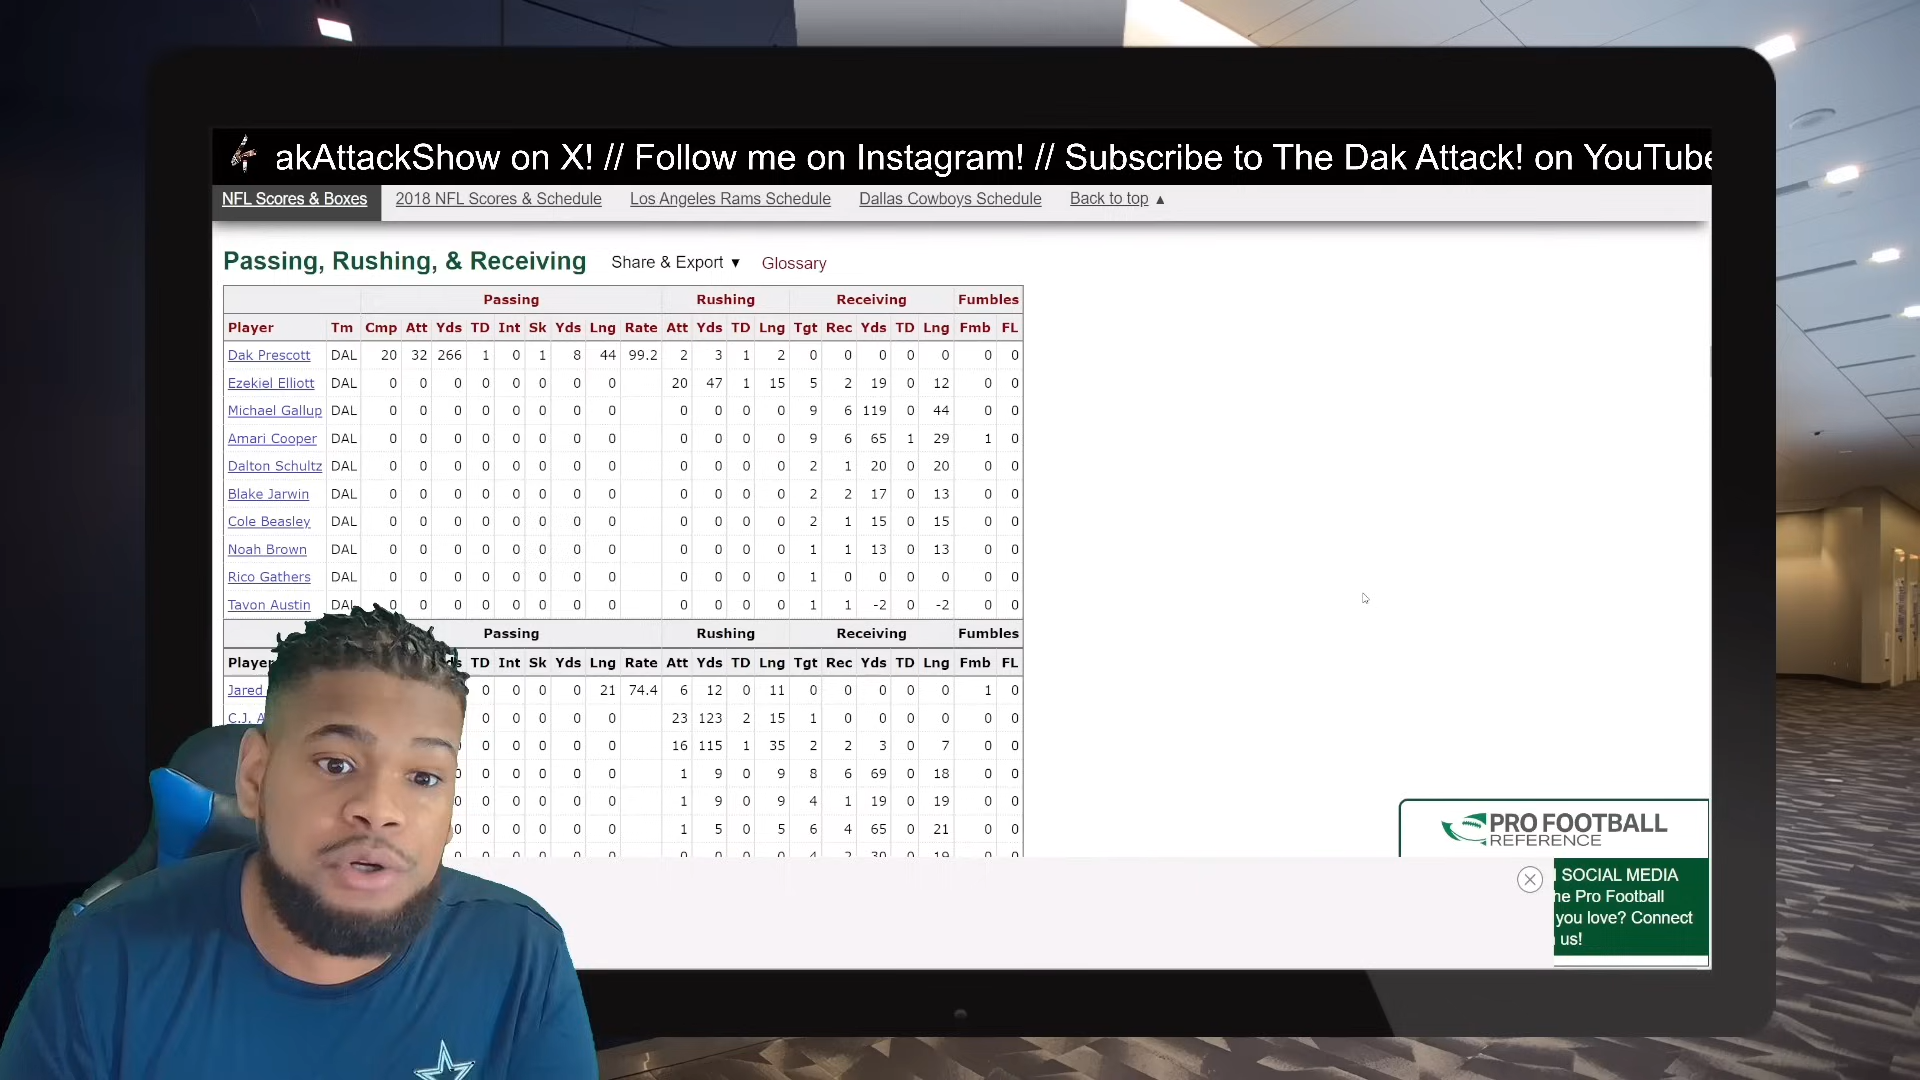 akAttackShow on X! // Follow me on Instagram! // Subscribe to The Dak Attack! on YouTube
NFL Scores & Boxes 2018 NFL Scores & Schedule Los Angeles Rams Schedule Dallas Cowboys Schedule Back to top ▲
Passing, Rushing, & Receiving Share & Export ▼ Glossary
Passing Rushing Receiving Fumbles
Player Tm Cmp Att Yds TD Int Sk Yds Lng Rate Att Yds TD Lng Tgt Rec Yds TD Lng Fmb FL
Dak Prescott DAL 20 32 266 1 0 1 8 44 99.2 2 3 1 2 0 0 0 0 0 0 0
Ezekiel Elliott DAL 0 0 0 0 0 0 0 0 20 47 1 15 5 2 19 0 12 0 0
Michael Gallup DAL 0 0 0 0 0 0 0 0 0 0 0 0 9 6 119 0 44 0 0
Amari Cooper DAL 0 0 0 0 0 0 0 0 0 0 0 0 9 6 65 1 29 1 0
Dalton Schultz DAL 0 0 0 0 0 0 0 0 0 0 0 0 2 1 20 0 20 0 0
Blake Jarwin DAL 0 0 0 0 0 0 0 0 0 0 0 0 2 2 17 0 13 0 0
Cole Beasley DAL 0 0 0 0 0 0 0 0 0 0 0 0 2 1 15 0 15 0 0
Noah Brown DAL 0 0 0 0 0 0 0 0 0 0 0 0 1 1 13 0 13 0 0
Rico Gathers DAL 0 0 0 0 0 0 0 0 0 0 0 0 1 0 0 0 0 0 0
Tavon Austin DAL 0 0 0 0 0 0 0 0 0 0 0 0 1 1 -2 0 -2 0 0
Passing Rushing Receiving Fumbles
Player TD Int Sk Yds Lng Rate Att Yds TD Lng Tgt Rec Yds TD Lng Fmb FL
Jared 0 0 0 0 21 74.4 6 12 0 11 0 0 0 0 0 1 0
C.J. A 0 0 0 0 0 23 123 2 15 1 0 0 0 0 0 0
0 0 0 0 0 16 115 1 35 2 2 3 0 7 0 0
0 0 0 0 0 0 1 9 0 9 8 6 69 0 18 0 0
0 0 0 0 0 0 1 9 0 9 4 1 19 0 19 0 0
0 0 0 0 0 0 1 5 0 5 6 4 65 0 21 0 0
PRO FOOTBALL
REFERENCE
SOCIAL MEDIA
he Pro Football
you love? Connect
us!